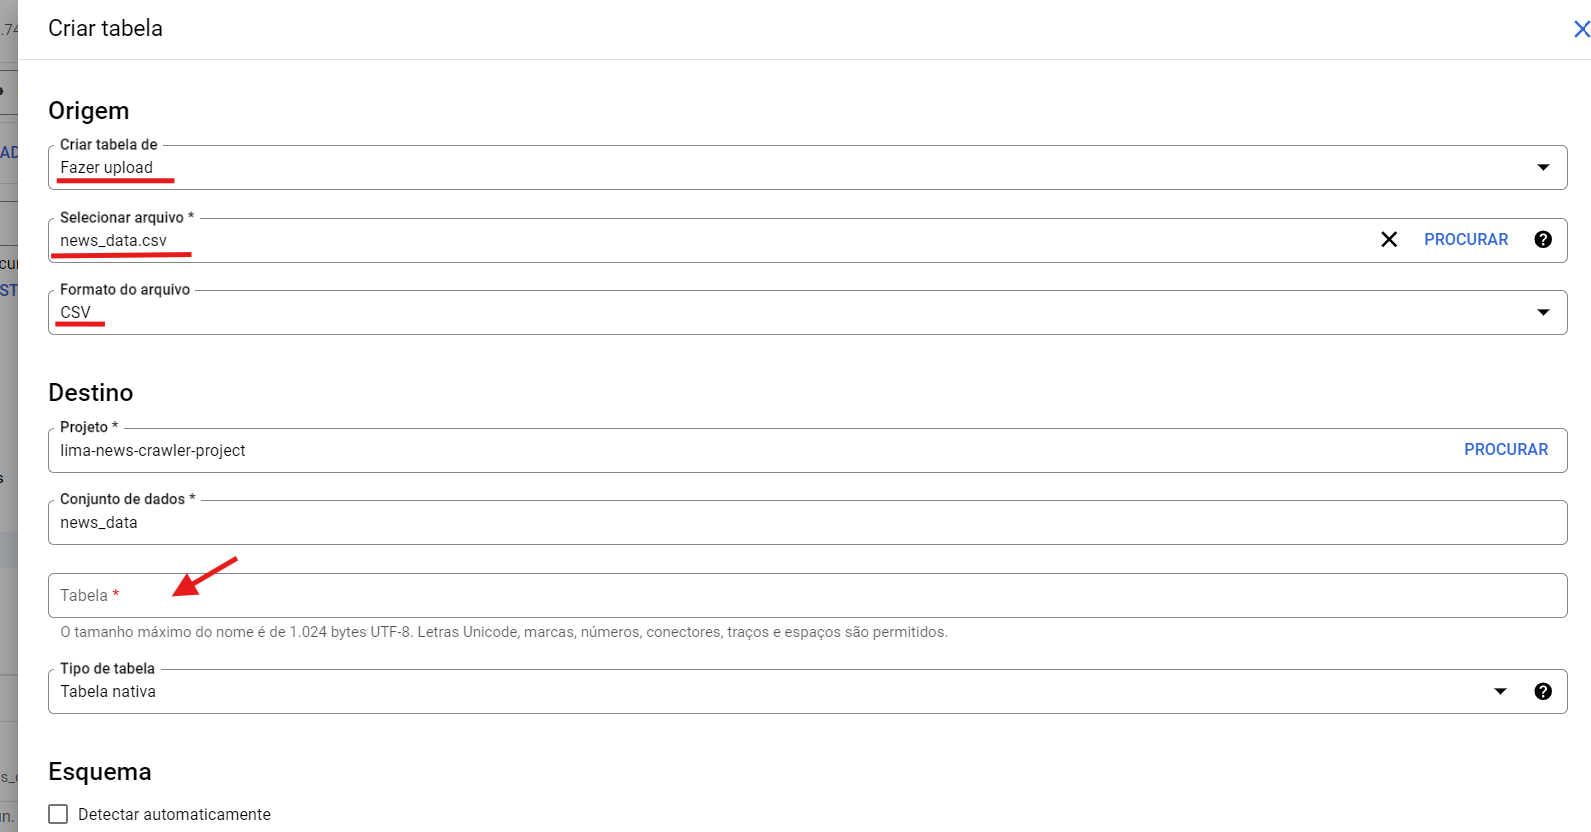 Criar tabela
Origem
Criar tabela de
Fazer upload
Selecionar arquivo *
news_data.csv
PROCURAR
Formato do arquivo
CSV
Destino
Projeto *
lima-news-crawler-project
PROCURAR
Conjunto de dados *
news_data
Tabela *
O tamanho máximo do nome é de 1.024 bytes UTF-8. Letras Unicode, marcas, números, conectores, traços e espaços são permitidos.
Tipo de tabela
Tabela nativa
Esquema
Detectar automaticamente